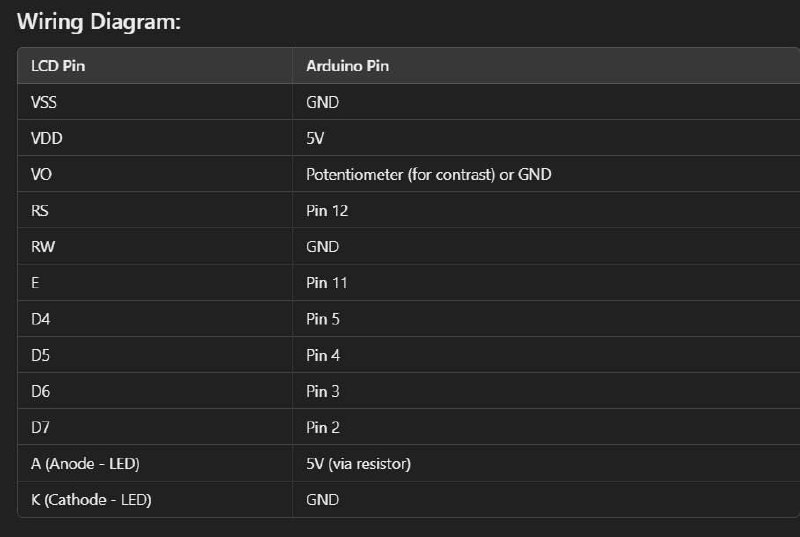 Wiring Diagram:
LCD Pin Arduino Pin
VSS GND
VDD 5V
VO Potentiometer (for contrast) or GND
RS Pin 12
RW GND
E Pin 11
D4 Pin 5
D5 Pin 4
D6 Pin 3
D7 Pin 2
A (Anode - LED) 5V (via resistor)
K (Cathode - LED) GND